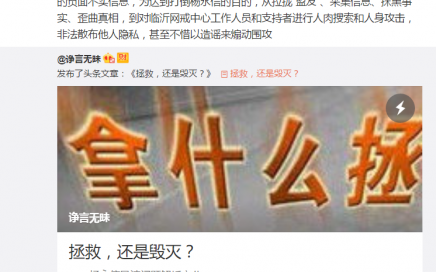 的负面不实信息，为达到打倒杨永信的目的，从拉拢“盟友”、采集信息、抹黑事
实、歪曲真相，到对临沂网戒中心工作人员和支持者进行人肉搜索和人身攻击，
非法散布他人隐私，甚至不惜以造谣来煽动围攻
@诤言无昧
发布了头条文章：《拯救，还是毁灭？》 拯救，还是毁灭？
拿什么拯
诤言无昧
拯救，还是毁灭？